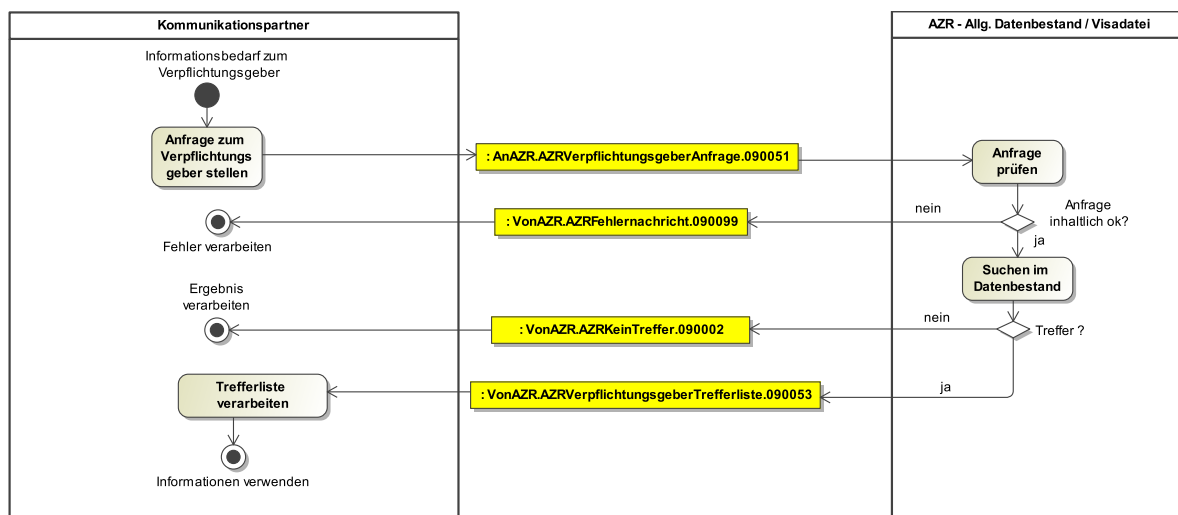 Kommunikationspartner
AZR - Allg. Datenbestand / Visadatei
Informationsbedarf zum
Verpflichtungsgeber
Anfrage zum
Verpflichtungs
geber stellen
: AnAZR.AZRVerpflichtungsgeberAnfrage.090051
Anfrage
prüfen
Fehler verarbeiten
: VonAZR.AZRFehlernachricht.090099
nein
Anfrage
inhaltlich ok?
ja
Suchen im
Datenbestand
Ergebnis
verarbeiten
: VonAZR.AZRKeinTreffer.090002
nein
Treffer ?
Trefferliste
verarbeiten
: VonAZR.AZRVerpflichtungsgeberTrefferliste.090053
ja
Informationen verwenden